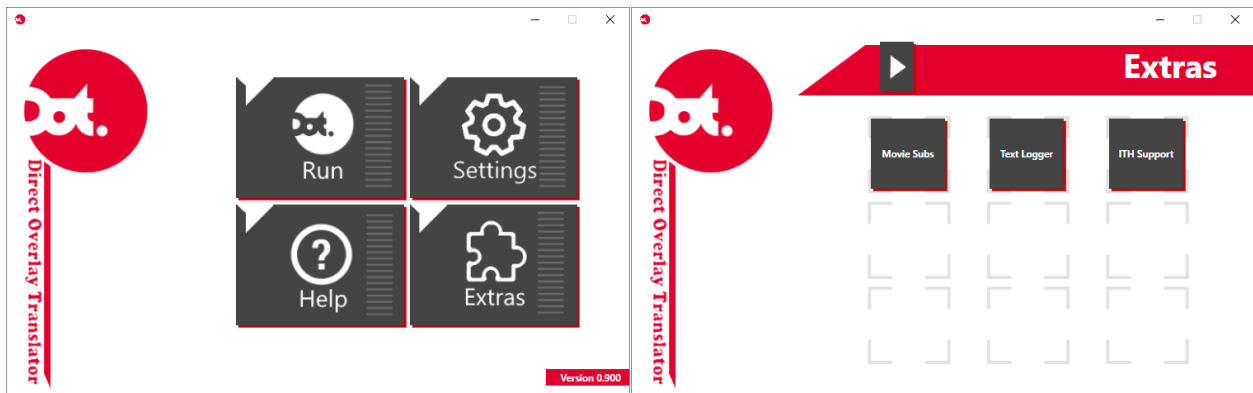 Dot.
Direct Overlay Translator
Dot.
Run
Settings
Help
Extras
Version 0.900
Dot.
Direct Overlay Translator
Extras
Movie Subs
Text Logger
ITH Support